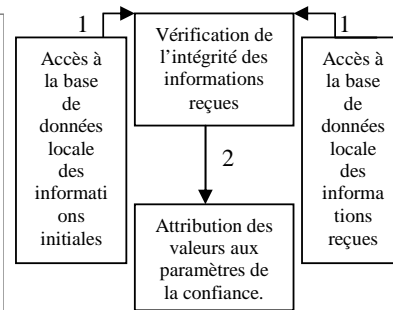 1
1
Vérification de
l'intégrité des
informations
reçues
Accès à
la base
de
données
locale
des
informati
ons
initiales
Accès à
la base
de
données
locale
des
informa
tions
reçues
2
Attribution des
valeurs aux
paramètres de
la confiance.